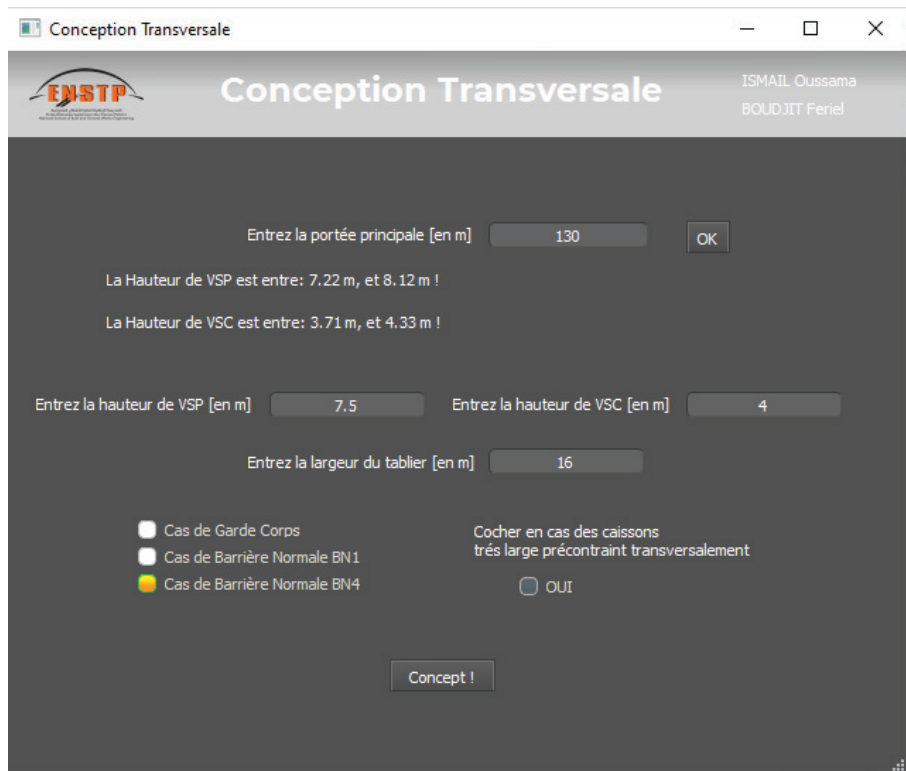 Conception Transversale
ENSTP
Conception Transversale
ISMAIL Oussama
BOUDJIT Feriel
Entrez la portée principale [en m] 130 OK
La Hauteur de VSP est entre: 7.22 m, et 8.12 m !
La Hauteur de VSC est entre: 3.71 m, et 4.33 m !
Entrez la hauteur de VSP [en m] 7.5 Entrez la hauteur de VSC [en m] 4
Entrez la largeur du tablier [en m] 16
Cas de Garde Corps
Cas de Barrière Normale BN1
Cas de Barrière Normale BN4
Cocher en cas des caissons
trés large précontraint transversalement
OUI
Concept !